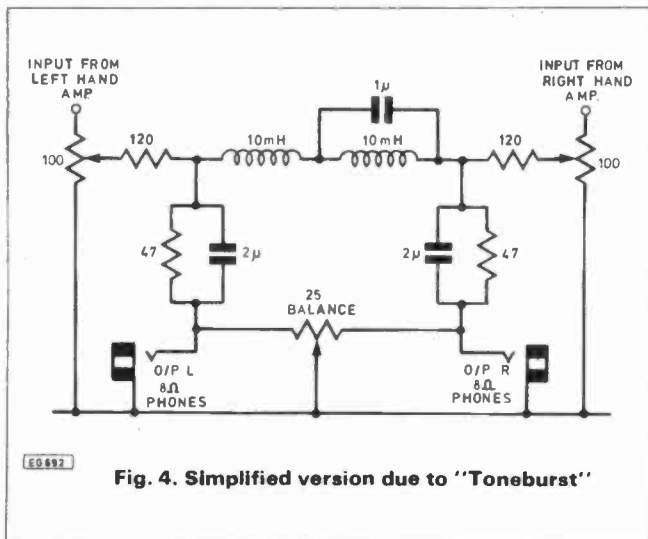 INPUT FROM
LEFT HAND
AMP.
INPUT FROM
RIGHT HAND
AMP.
1μ
120
10mH
10mH
120
100
100
47
2μ
2μ
47
25
BALANCE
O/P L
8Ω
PHONES
O/P R
8Ω
PHONES
EG692
Fig. 4. Simplified version due to "Toneburst"